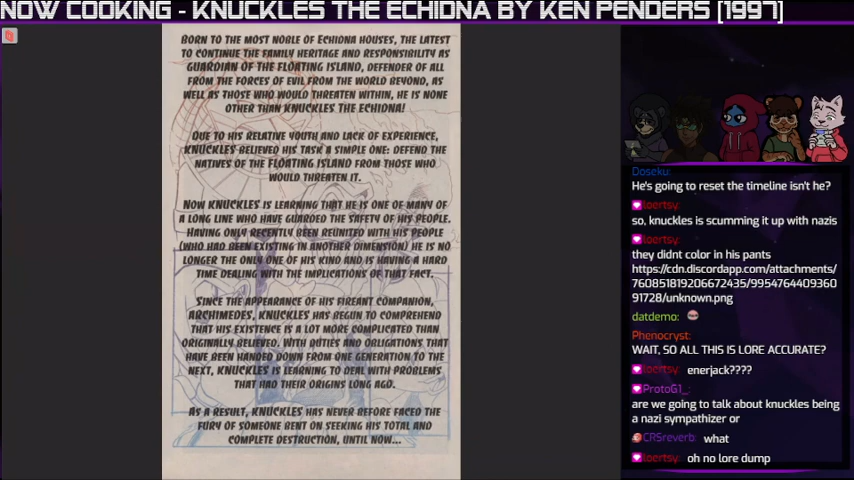 NOW COOKING - KNUCKLES THE ECHIDNA BY KEN PENDERS [1997]
BORN TO THE MOST NOBLE OF ECHIDNA HOUSES, THE LATEST
TO CONTINUE THE FAMILY HERITAGE AND RESPONSIBILITY AS
GUARDIAN OF THE FLOATING ISLAND, DEFENDER OF ALL
FROM THE FORCES OF EVIL FROM THE WORLD BEYOND, AS
WELL AS THOSE WHO WOULD THREATEN WITHIN, HE IS NONE
OTHER THAN KNUCKLES THE ECHIDNA!
DUE TO HIS RELATIVE YOUTH AND LACK OF EXPERIENCE,
KNUCKLES BELIEVED HIS TASK A SIMPLE ONE: DEFEND THE
NATIVES OF THE FLOATING ISLAND FROM THOSE WHO
WOULD THREATEN IT.
NOW KNUCKLES IS LEARNING THAT HE IS ONE OF MANY OF
A LONG LINE WHO HAVE GUARDED THE SAFETY OF HIS PEOPLE.
HAVING ONLY RECENTLY BEEN REUNITED WITH HIS PEOPLE
(WHO HAD BEEN EXISTING IN ANOTHER DIMENSION) HE IS NO
LONGER THE ONLY ONE OF HIS KIND AND IS HAVING A HARD
TIME DEALING WITH THE IMPLICATIONS OF THAT FACT.
SINCE THE APPEARANCE OF HIS FIREANT COMPANION,
ARCHIMEDES, KNUCKLES HAS BEGUN TO COMPREHEND
THAT HIS EXISTENCE IS A LOT MORE COMPLICATED THAN
ORIGINALLY BELIEVED. WITH DUTIES AND OBLIGATIONS THAT
HAVE BEEN HANDED DOWN FROM ONE GENERATION TO THE
NEXT, KNUCKLES IS LEARNING TO DEAL WITH PROBLEMS
THAT HAD THEIR ORIGINS LONG AGO.
AS A RESULT, KNUCKLES HAS NEVER BEFORE FACED THE
FURY OF SOMEONE BENT ON SEEKING HIS TOTAL AND
COMPLETE DESTRUCTION, UNTIL NOW...
Doseku:
He's going to reset the timeline isn't he?
loertsy:
so, knuckles is scumming it up with nazis
loertsy:
they didnt color in his pants
https://cdn.discordapp.com/attachments/
760851819206672435/9954764409360
91728/unknown.png
datdemo:
Phenocryst:
WAIT, SO ALL THIS IS LORE ACCURATE?
loertsy: enerjack????
ProtoG1_:
are we going to talk about knuckles being
a nazi sympathizer or
CRSreverb: what
loertsy: oh no lore dump